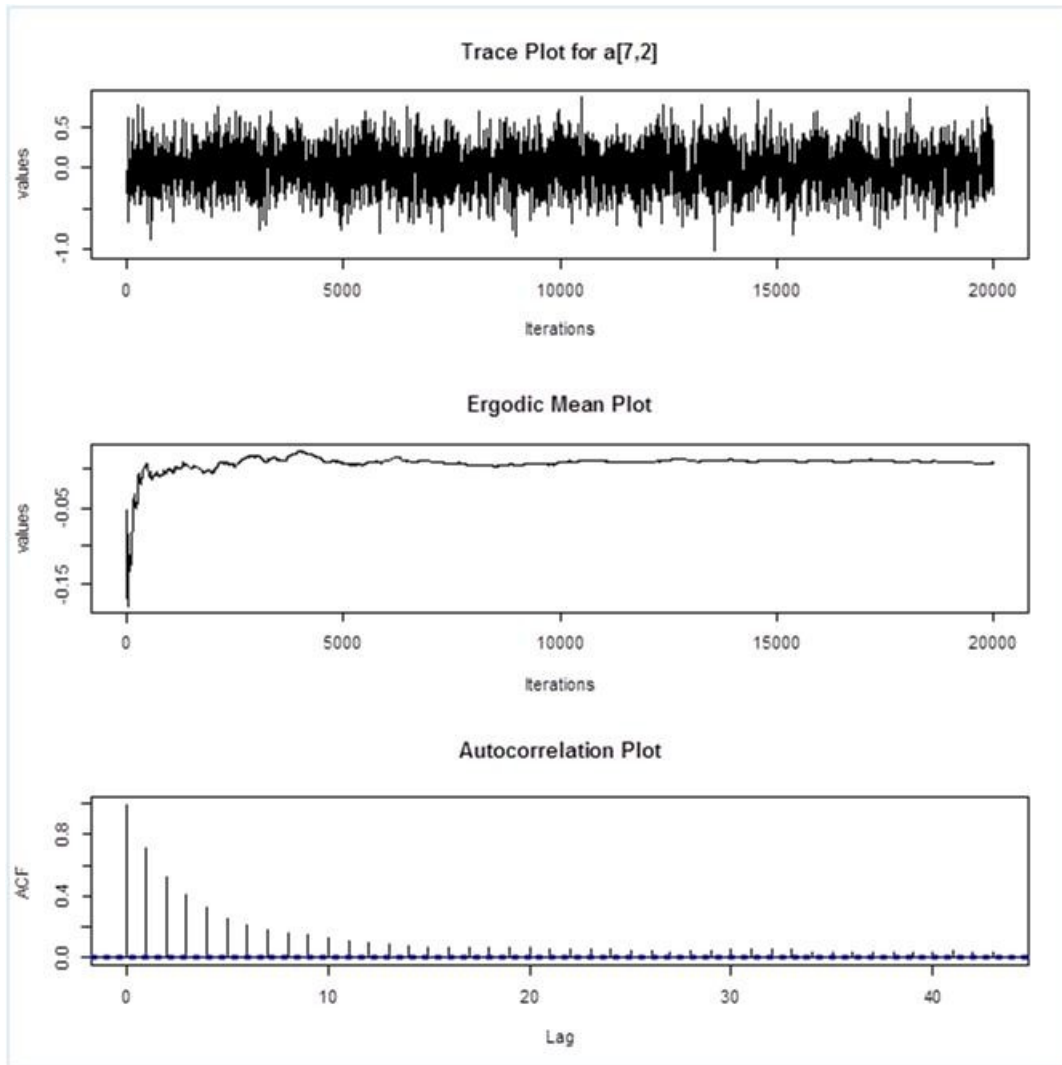 Trace Plot for a[7,2]
values
0.5
0.0
-1.0
0 5000 10000 15000 20000
Iterations
Ergodic Mean Plot
values
-0.05
-0.15
0 5000 10000 15000 20000
Iterations
Autocorrelation Plot
ACF
0.8
0.4
0.0
0 10 20 30 40
Lag